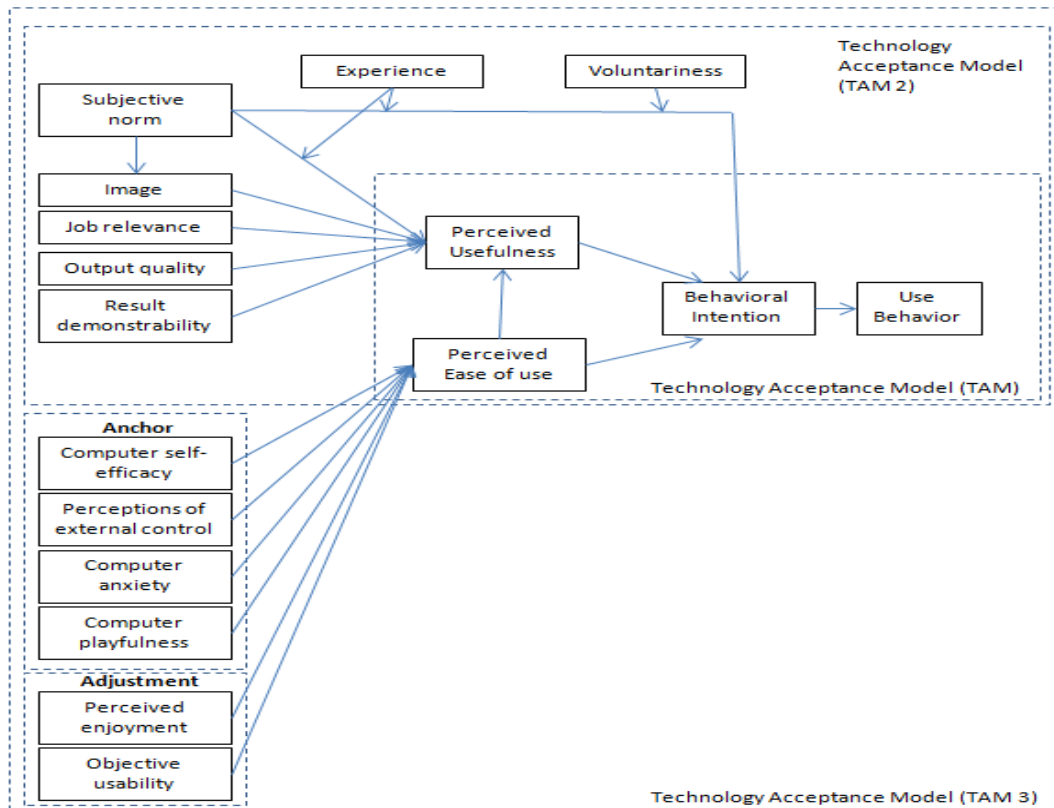 Technology
Acceptance Model
(TAM 2)
Experience
Voluntariness
Subjective
norm
Image
Job relevance
Output quality
Result
demonstrability
Perceived
Usefulness
Behavioral
Intention
Use
Behavior
Perceived
Ease of use
Technology Acceptance Model (TAM)
Anchor
Computer self-
efficacy
Perceptions of
external control
Computer
anxiety
Computer
playfulness
Adjustment
Perceived
enjoyment
Objective
usability
Technology Acceptance Model (TAM 3)